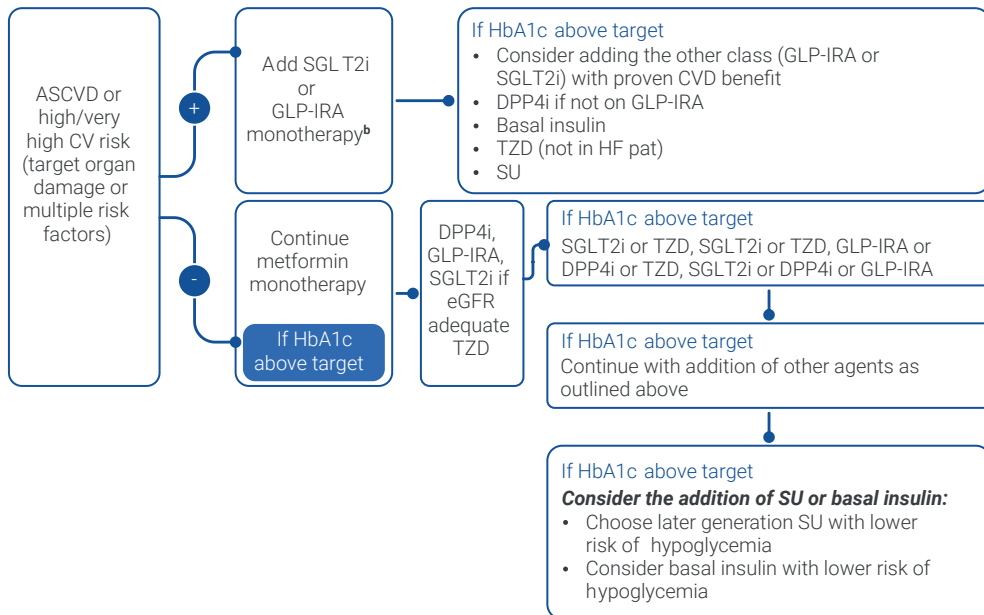 ASCVD or
high/very
high CV risk
(target organ
damage or
multiple risk
factors)
+
Add SGLT2i
or
GLP-IRA
monotherapyᵇ
If HbA1c above target
• Consider adding the other class (GLP-IRA or
SGLT2i) with proven CVD benefit
• DPP4i if not on GLP-IRA
• Basal insulin
• TZD (not in HF pat)
• SU
-
Continue
metformin
monotherapy
If HbA1c
above target
DPP4i,
GLP-IRA,
SGLT2i if
eGFR
adequate
TZD
If HbA1c above target
SGLT2i or TZD, SGLT2i or TZD, GLP-IRA or
DPP4i or TZD, SGLT2i or DPP4i or GLP-IRA
If HbA1c above target
Continue with addition of other agents as
outlined above
If HbA1c above target
Consider the addition of SU or basal insulin:
• Choose later generation SU with lower
risk of hypoglycemia
• Consider basal insulin with lower risk of
hypoglycemia